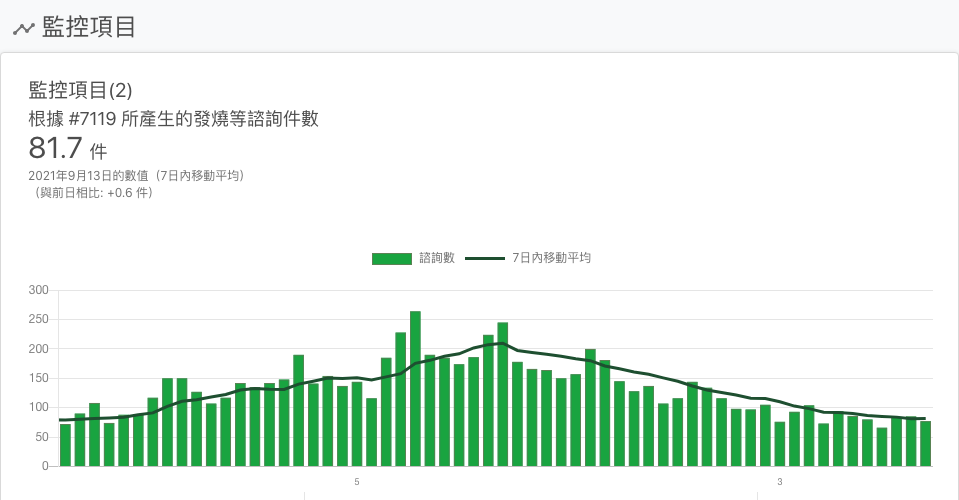 監控項目
監控項目(2)
根據 #7119 所產生的發燒等諮詢件數
81.7 件
2021年9月13日的數值（7日內移動平均）
（與前日相比: +0.6 件）
諮詢數 7日內移動平均
300
250
200
150
100
50
0
5 3